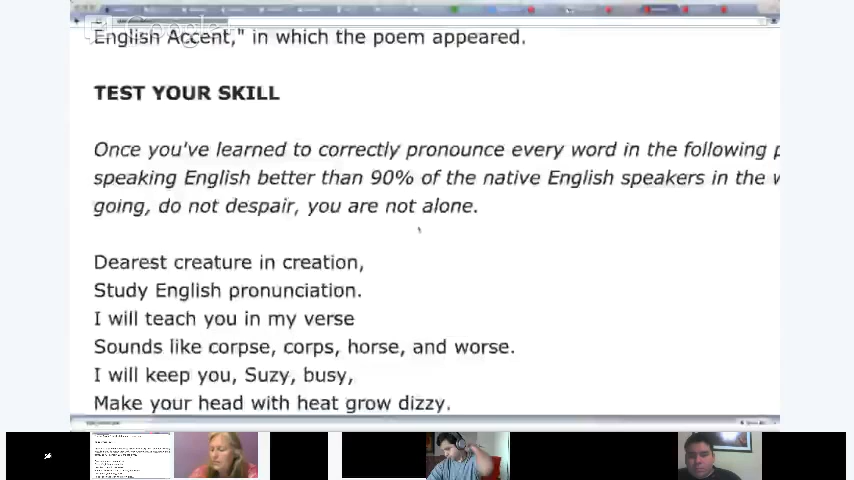 Google
English Accent," in which the poem appeared.
TEST YOUR SKILL
Once you've learned to correctly pronounce every word in the following
speaking English better than 90% of the native English speakers in the
going, do not despair, you are not alone.
Dearest creature in creation,
Study English pronunciation.
I will teach you in my verse
Sounds like corpse, corps, horse, and worse.
I will keep you, Suzy, busy,
Make your head with heat grow dizzy.